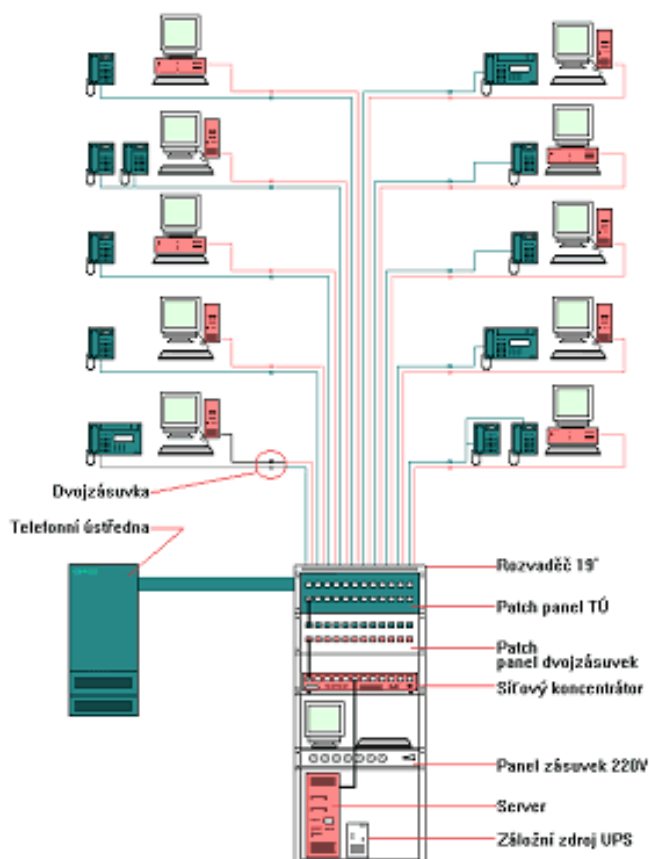 Dvojzásuvka
Telefonní ústředna
Rozvaděč 19"
Patch panel TÚ
Patch
panel dvojzásuvek
Síťový koncentrátor
Panel zásuvek 220V
Server
Záložní zdroj UPS